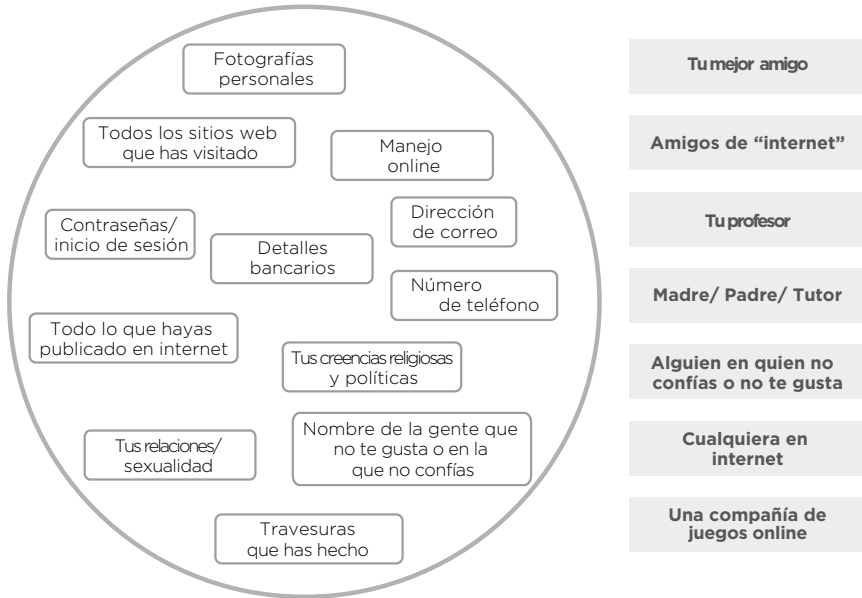 Fotografías
personales
Todos los sitios web
que has visitado
Manejo
online
Contraseñas/
inicio de sesión
Dirección
de correo
Detalles
bancarios
Número
de teléfono
Todo lo que hayas
publicado en internet
Tus creencias religiosas
y políticas
Tus relaciones/
sexualidad
Nombre de la gente que
no te gusta o en la
que no confías
Travesuras
que has hecho
Tu mejor amigo
Amigos de “internet”
Tu profesor
Madre/ Padre/ Tutor
Alguien en quien no
confías o no te gusta
Cualquiera en
internet
Una compañía de
juegos online